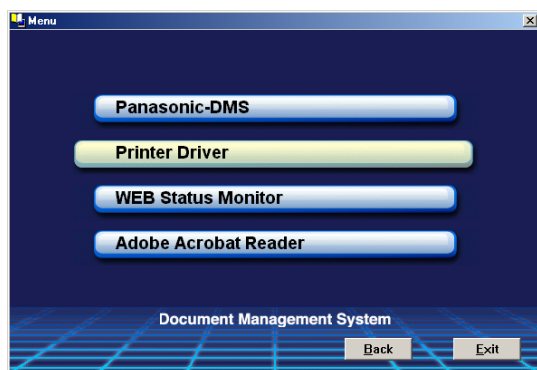 Menu
Panasonic-DMS
Printer Driver
WEB Status Monitor
Adobe Acrobat Reader
Document Management System
Back
Exit